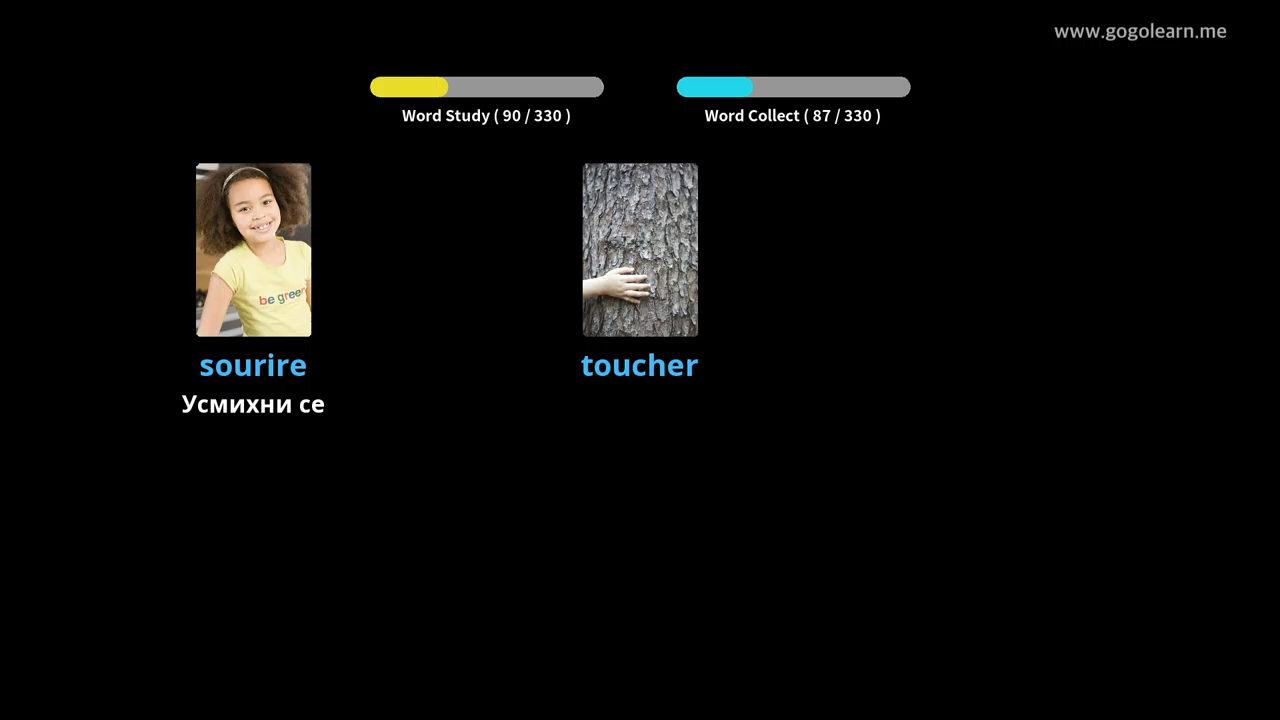 www.gogolearn.me
Word Study ( 90 / 330 )
Word Collect ( 87 / 330 )
be green
sourire
toucher
Усмихни се